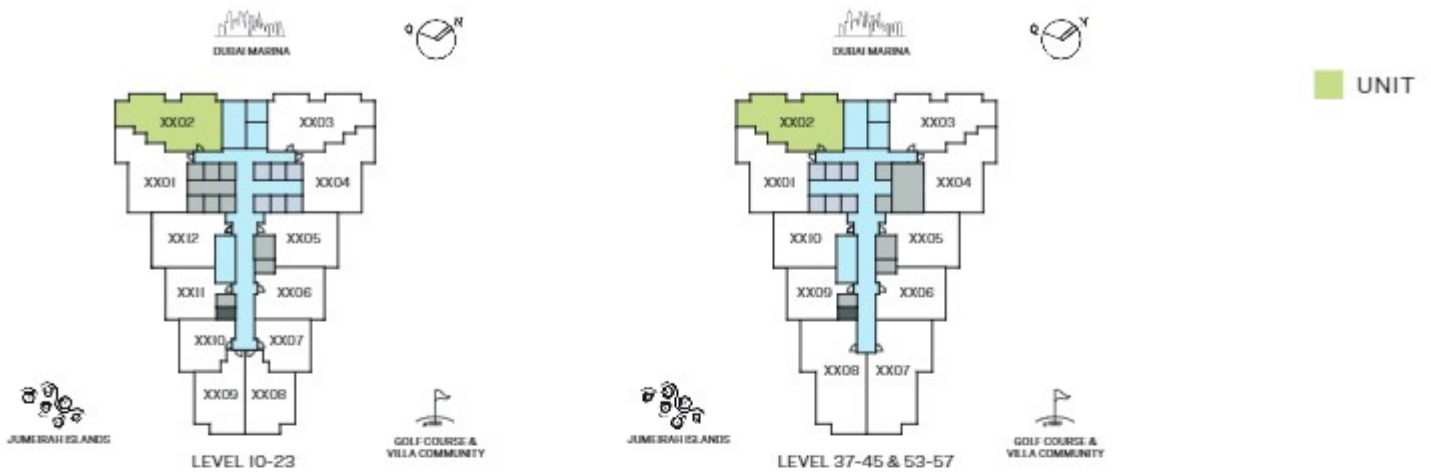 DUBAI MARINA
N
Q
XX02
XX03
XX01
XX04
XX12
XX05
XX11
XX06
XX10
XX07
XX09
XX08
JUMEIRAH ISLANDS
GOLF COURSE &
VILLA COMMUNITY
LEVEL 10-23
DUBAI MARINA
N
Q
XX02
XX03
XX01
XX04
XX10
XX05
XX09
XX06
XX08
XX07
JUMEIRAH ISLANDS
GOLF COURSE &
VILLA COMMUNITY
LEVEL 37-45 & 53-57
UNIT